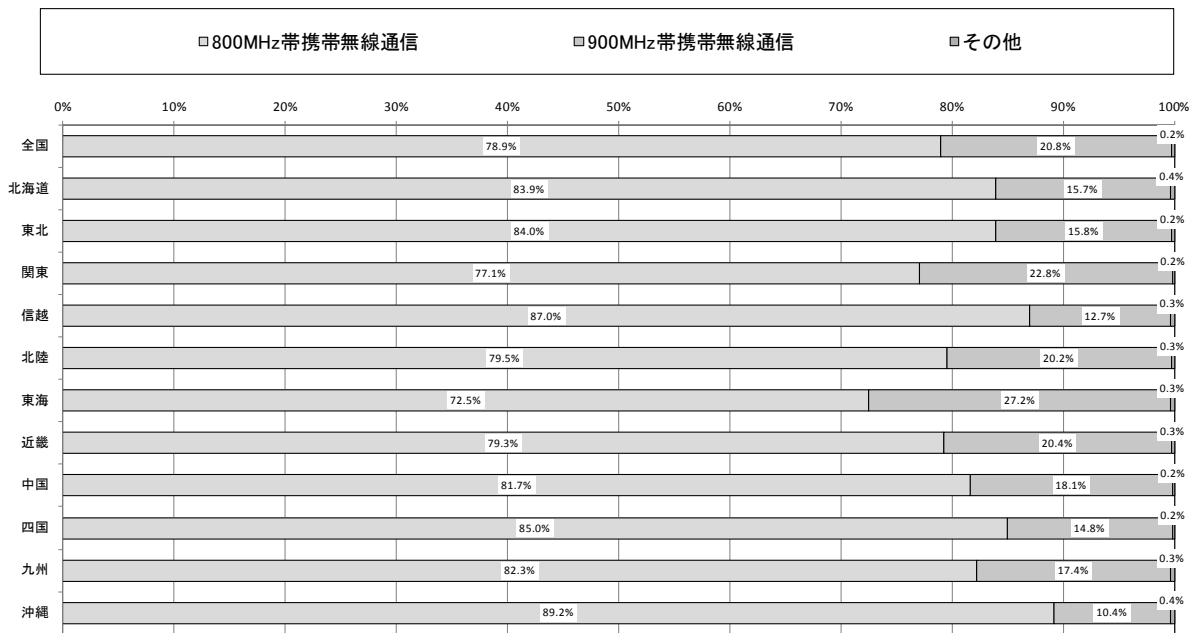 800MHz帯携帯無線通信 900MHz帯携帯無線通信 その他
0% 10% 20% 30% 40% 50% 60% 70% 80% 90% 100%
全国 78.9% 20.8% 0.2%
北海道 83.9% 15.7% 0.4%
東北 84.0% 15.8% 0.2%
関東 77.1% 22.8% 0.2%
信越 87.0% 12.7% 0.3%
北陸 79.5% 20.2% 0.3%
東海 72.5% 27.2% 0.3%
近畿 79.3% 20.4% 0.3%
中国 81.7% 18.1% 0.2%
四国 85.0% 14.8% 0.2%
九州 82.3% 17.4% 0.3%
沖縄 89.2% 10.4% 0.4%